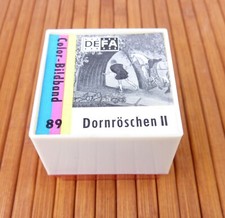 DEFA
Color-Bildband
89
Dornröschen II